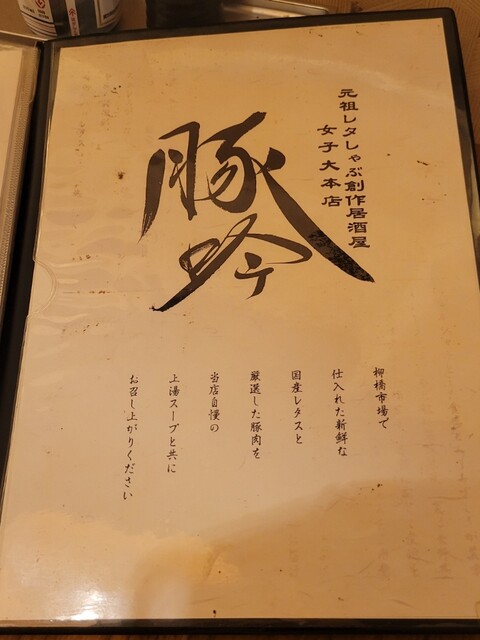 元祖レタしゃぶ創作居酒屋
女子大本店
豚吟
柳橋市場で
仕入れた新鮮な
国産レタスと
厳選した豚肉を
当店自慢の
上湯スープと共に
お召し上がりください